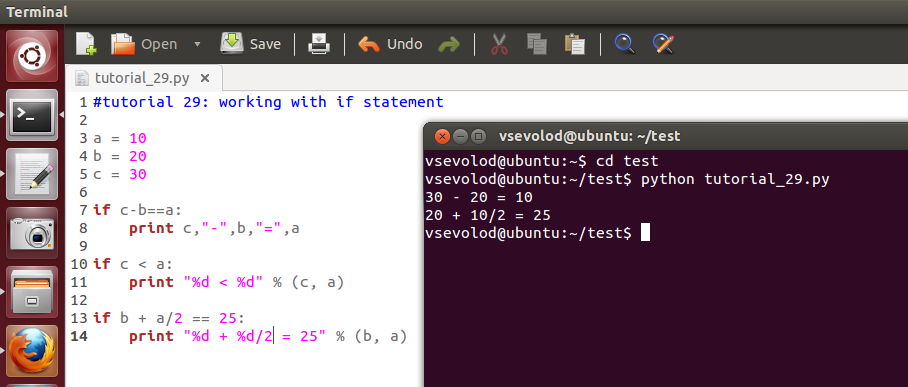 Terminal
Open Save Undo
tutorial_29.py
1 #tutorial 29: working with if statement
2
3 a = 10
4 b = 20
5 c = 30
6
7 if c-b==a:
8 print c,"-",b,"=",a
9
10 if c < a:
11 print "%d < %d" % (c, a)
12
13 if b + a/2 == 25:
14 print "%d + %d/2 = 25" % (b, a)
vsevolod@ubuntu: ~/test
vsevolod@ubuntu:~$ cd test
vsevolod@ubuntu:~/test$ python tutorial_29.py
30 - 20 = 10
20 + 10/2 = 25
vsevolod@ubuntu:~/test$